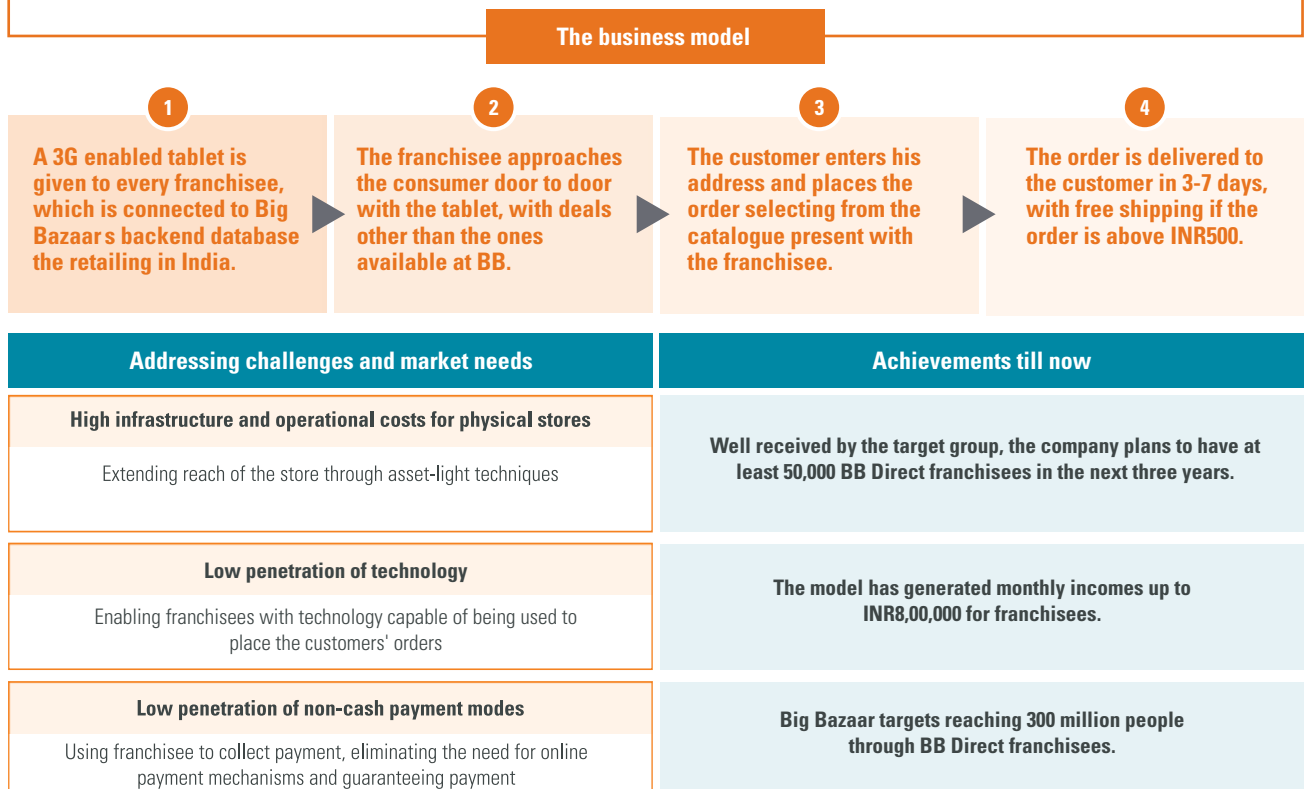 The business model
1
A 3G enabled tablet is
given to every franchisee,
which is connected to Big
Bazaar s backend database
the retailing in India.
2
The franchisee approaches
the consumer door to door
with the tablet, with deals
other than the ones
available at BB.
3
The customer enters his
address and places the
order selecting from the
catalogue present with
the franchisee.
4
The order is delivered to
the customer in 3-7 days,
with free shipping if the
order is above INR500.
Addressing challenges and market needs
Achievements till now
High infrastructure and operational costs for physical stores
Extending reach of the store through asset-light techniques
Well received by the target group, the company plans to have at
least 50,000 BB Direct franchisees in the next three years.
Low penetration of technology
Enabling franchisees with technology capable of being used to
place the customers' orders
The model has generated monthly incomes up to
INR8,00,000 for franchisees.
Low penetration of non-cash payment modes
Using franchisee to collect payment, eliminating the need for online
payment mechanisms and guaranteeing payment
Big Bazaar targets reaching 300 million people
through BB Direct franchisees.